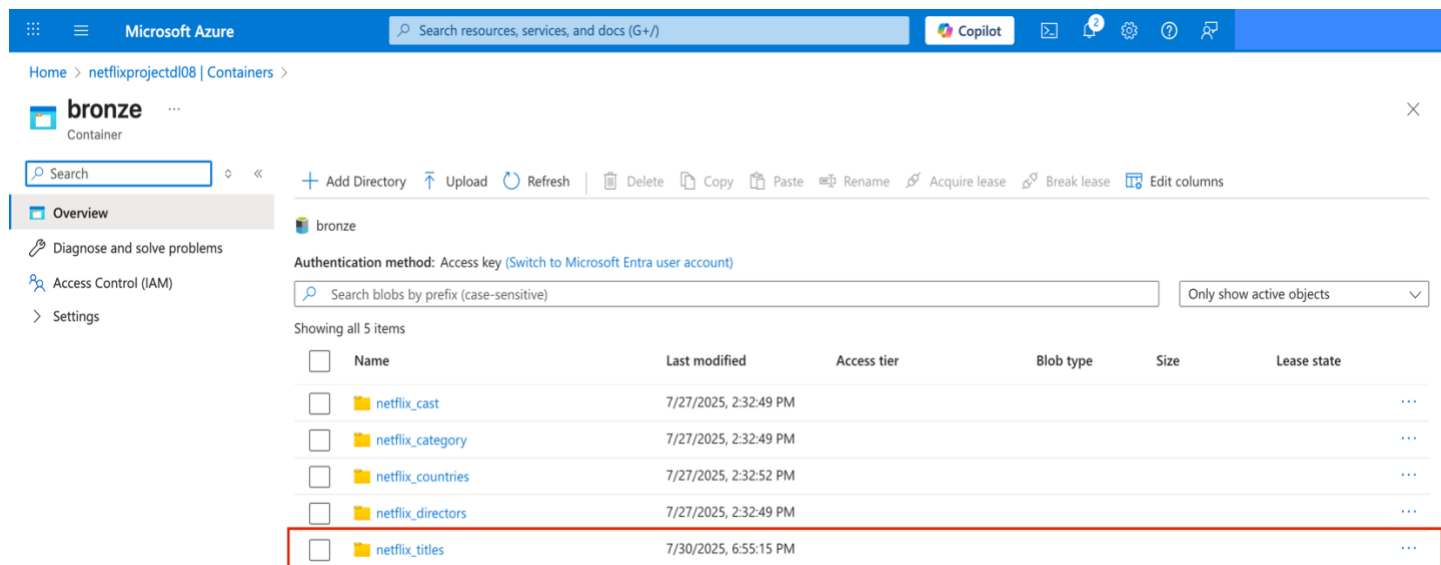 Microsoft Azure
Search resources, services, and docs (G+/)
Copilot
2
Home > netflixprojectdl08 | Containers >
bronze ...
Container
Search
Overview
Diagnose and solve problems
Access Control (IAM)
Settings
Add Directory Upload Refresh Delete Copy Paste Rename Acquire lease Break lease Edit columns
bronze
Authentication method: Access key (Switch to Microsoft Entra user account)
Search blobs by prefix (case-sensitive)
Only show active objects
Showing all 5 items
Name Last modified Access tier Blob type Size Lease state
netflix_cast 7/27/2025, 2:32:49 PM ...
netflix_category 7/27/2025, 2:32:49 PM ...
netflix_countries 7/27/2025, 2:32:52 PM ...
netflix_directors 7/27/2025, 2:32:49 PM ...
netflix_titles 7/30/2025, 6:55:15 PM ...